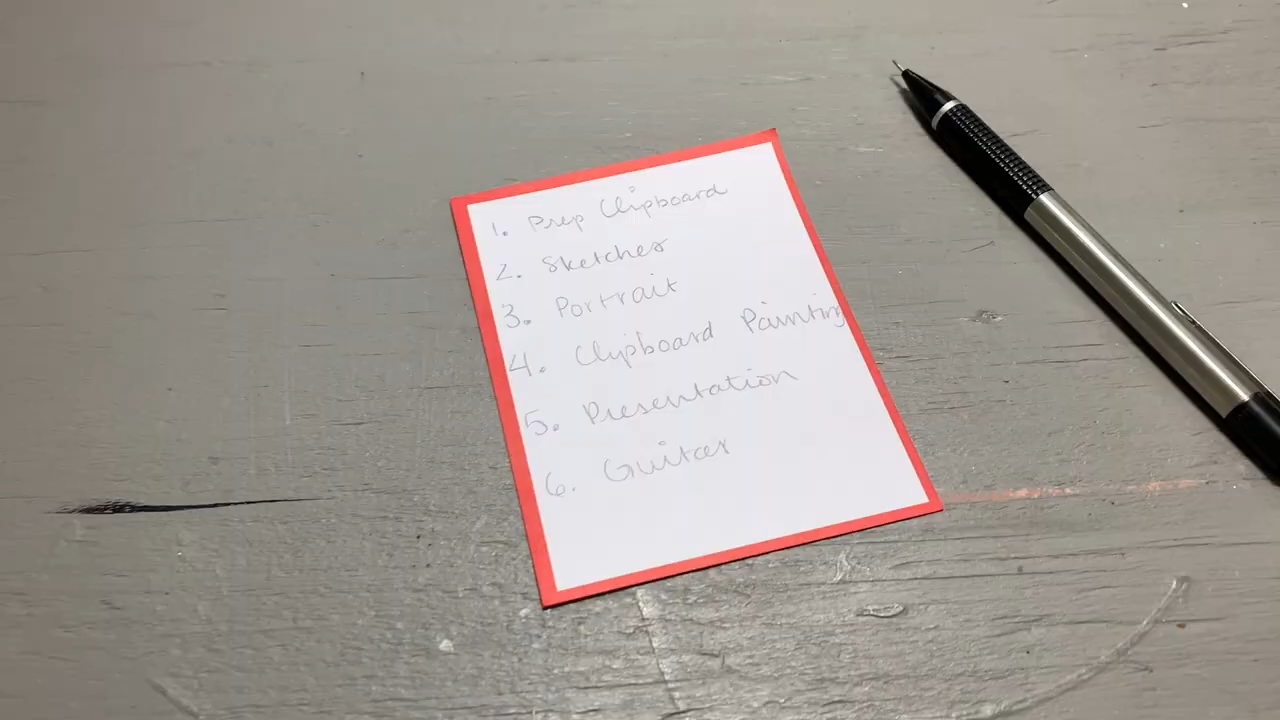 1. Prep Clipboard
2. Sketches
3. Portrait
4. Clipboard Painting
5. Presentation
6. Guitar